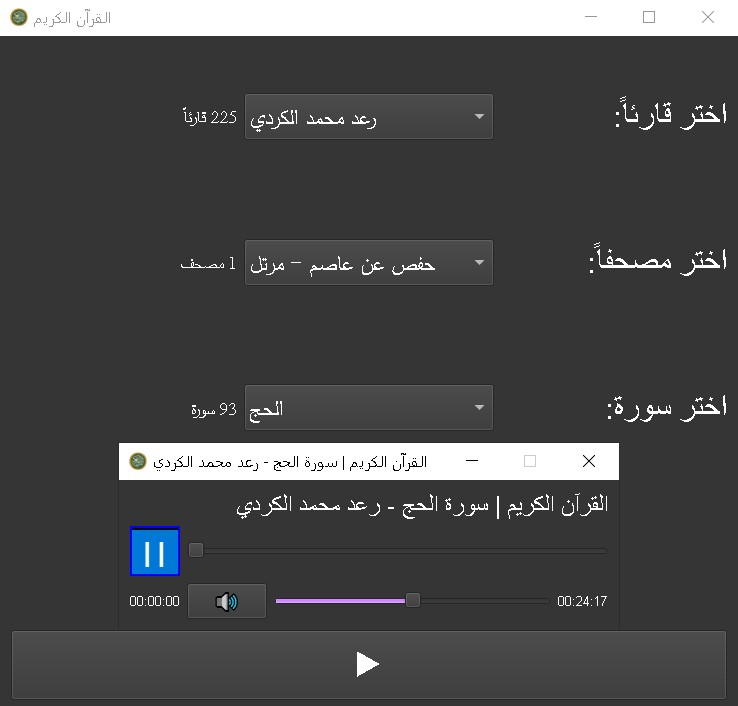 القرآن الكريم
اختر قارئاً:
رعد محمد الكردي
225 قارئاً
اختر مصحفاً:
حفص عن عاصم - مرتل
1 مصحف
اختر سورة:
الحج
93 سورة
القرآن الكريم | سورة الحج - رعد محمد الكردي
القرآن الكريم | سورة الحج - رعد محمد الكردي
00:00:00
00:24:17